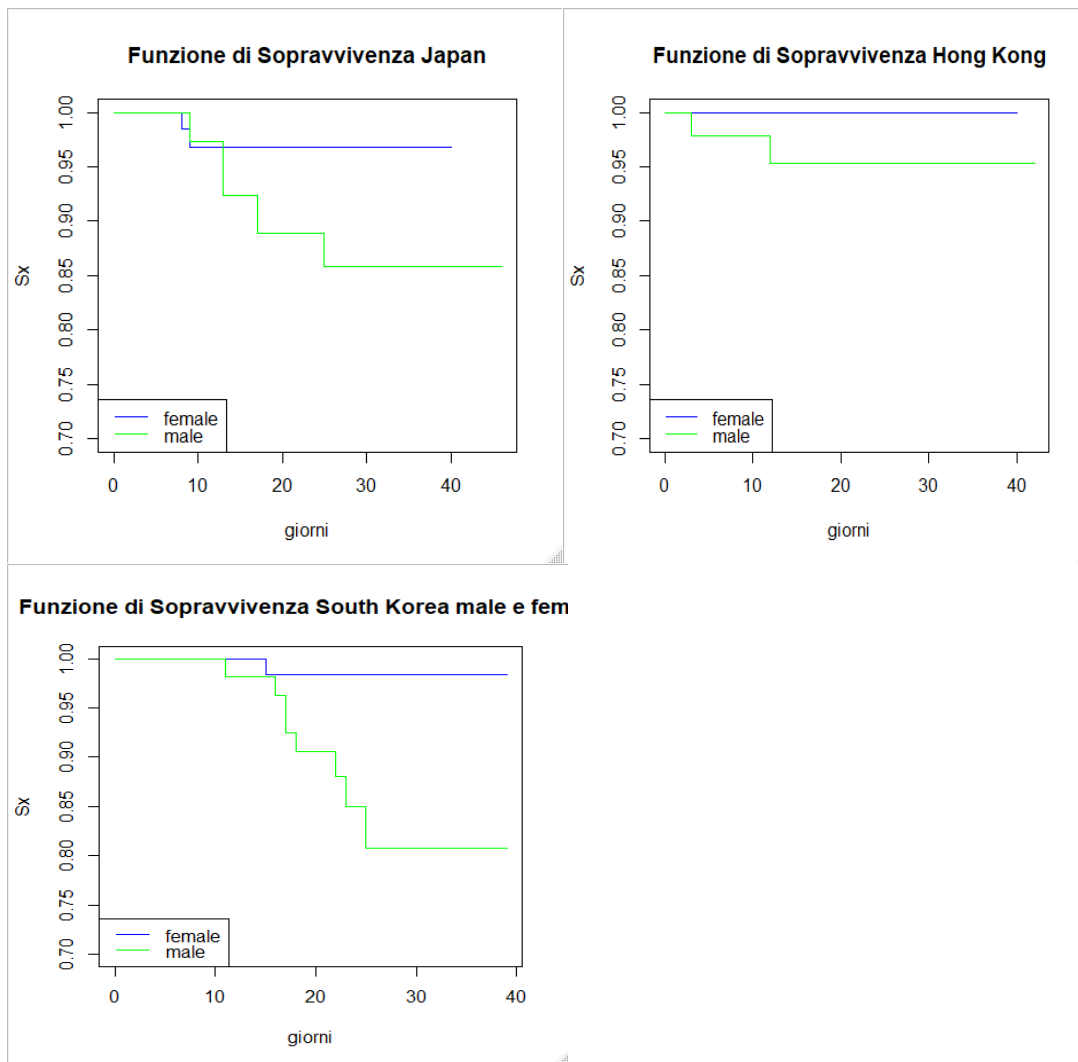 Funzione di Sopravvivenza Japan
Sx
1.00
0.95
0.90
0.85
0.80
0.75
0.70
female
male
0 10 20 30 40
giorni
Funzione di Sopravvivenza Hong Kong
Sx
1.00
0.95
0.90
0.85
0.80
0.75
0.70
female
male
0 10 20 30 40
giorni
Funzione di Sopravvivenza South Korea male e fem
Sx
1.00
0.95
0.90
0.85
0.80
0.75
0.70
female
male
0 10 20 30 40
giorni